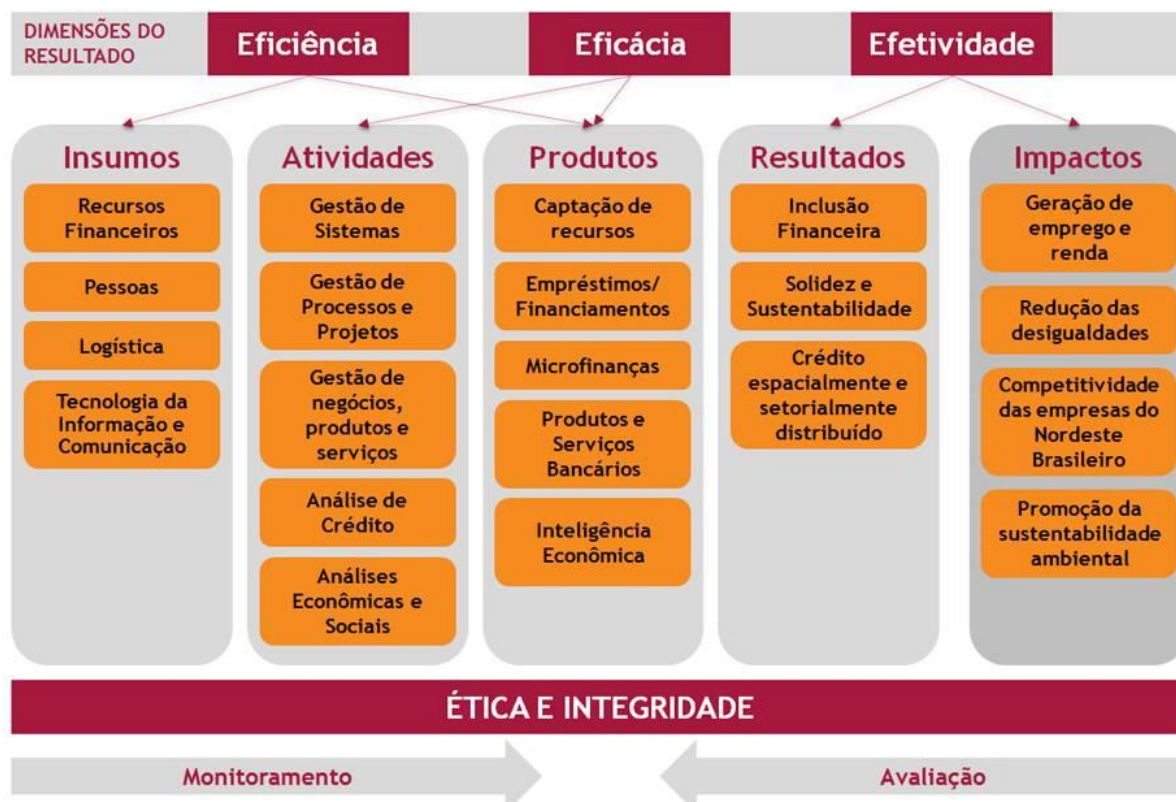 DIMENSÕES DO
RESULTADO
Eficiência
Eficácia
Efetividade
Insumos
Recursos
Financeiros
Pessoas
Logística
Tecnologia da
Informação e
Comunicação
Atividades
Gestão de
Sistemas
Gestão de
Processos e
Projetos
Gestão de
negócios,
produtos e
serviços
Análise de
Crédito
Análises
Econômicas e
Sociais
Produtos
Captação de
recursos
Empréstimos/
Financiamentos
Microfinanças
Produtos e
Serviços
Bancários
Inteligência
Econômica
Resultados
Inclusão
Financeira
Solidez e
Sustentabilidade
Crédito
espacialmente e
setorialmente
distribuído
Impactos
Geração de
emprego e
renda
Redução das
desigualdades
Competitividade
das empresas do
Nordeste
Brasileiro
Promoção da
sustentabilidade
ambiental
ÉTICA E INTEGRIDADE
Monitoramento
Avaliação